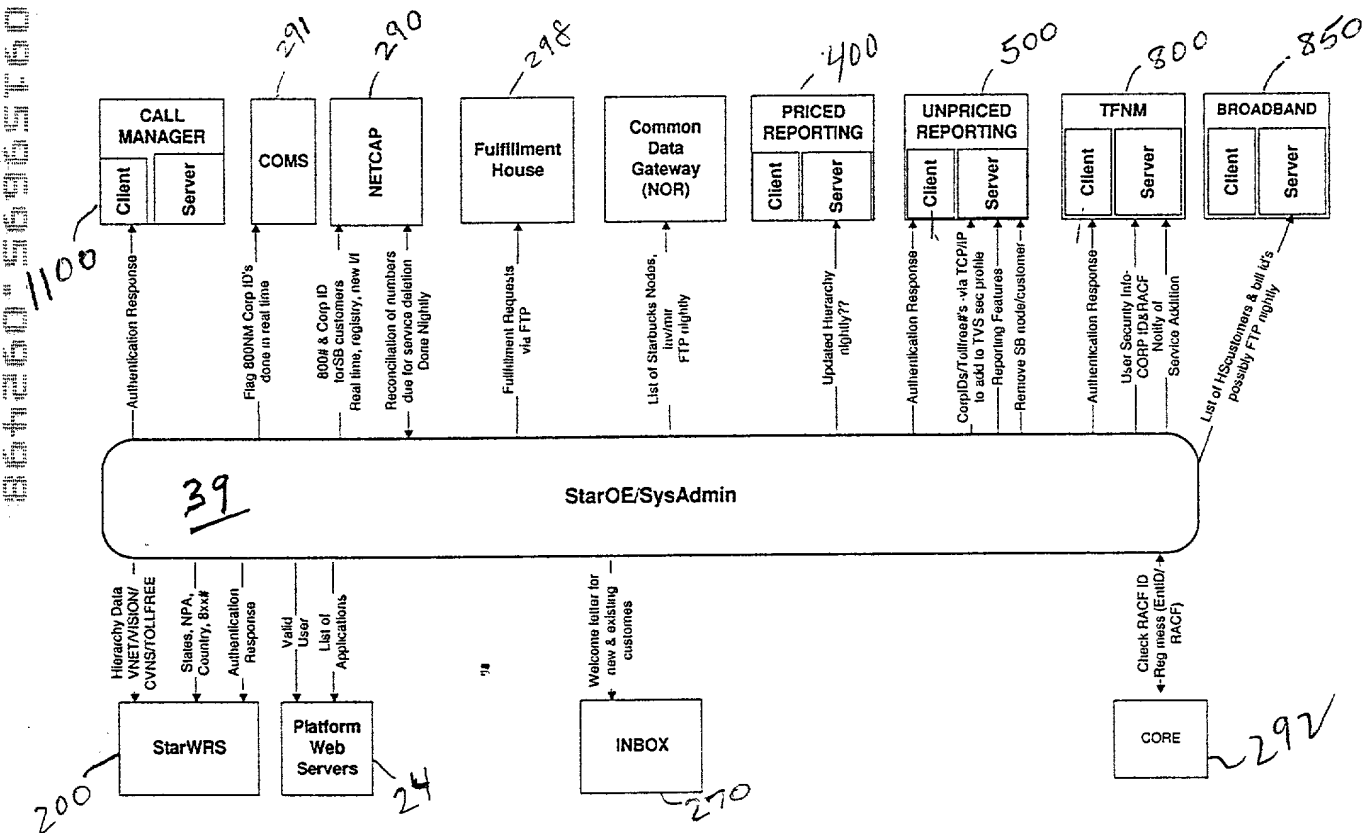 291
290
298
400
500
800
850
CALL
MANAGER
Client
Server
COMS
NETCAP
Fulfillment
House
Common
Data
Gateway
(NOR)
PRICED
REPORTING
Client
Server
UNPRICED
REPORTING
Client
Server
TFNM
Client
Server
BROADBAND
Client
Server
1100
Authentication Response
Flag 800NM Corp ID's
done in real time
800# & Corp ID
forSB customers
Real time, registry, new I/I
Reconciliation of numbers
due for service deletion
Done Nightly
Fulfillment Requests
via FTP
List of Starbucks Nodes,
inv/mir
FTP nightly
Updated Hierarchy
nightly??
Authentication Response
CorpIDs/Tollfree#'s -via TCP/IP
to add to TVS sec profile
Reporting Features
Remove SB node/customer
Authentication Response
User Security Info-
CORP ID& RACF
Notify of
Service Addition
List of HScustomers & bill id's
possibly FTP nightly
39
StarOE/SysAdmin
Hierarchy Data
VNET/VISION/
CVNS/TOLLFREE
States, NPA,
Country, 8xx#
Authentication
Response
Valid
User
List of
Applications
Welcome letter for
new & existing
customes
Check RACF ID
-Reg mess (EntID/
RACF)
StarWRS
Platform
Web
Servers
INBOX
CORE
200
24
270
292